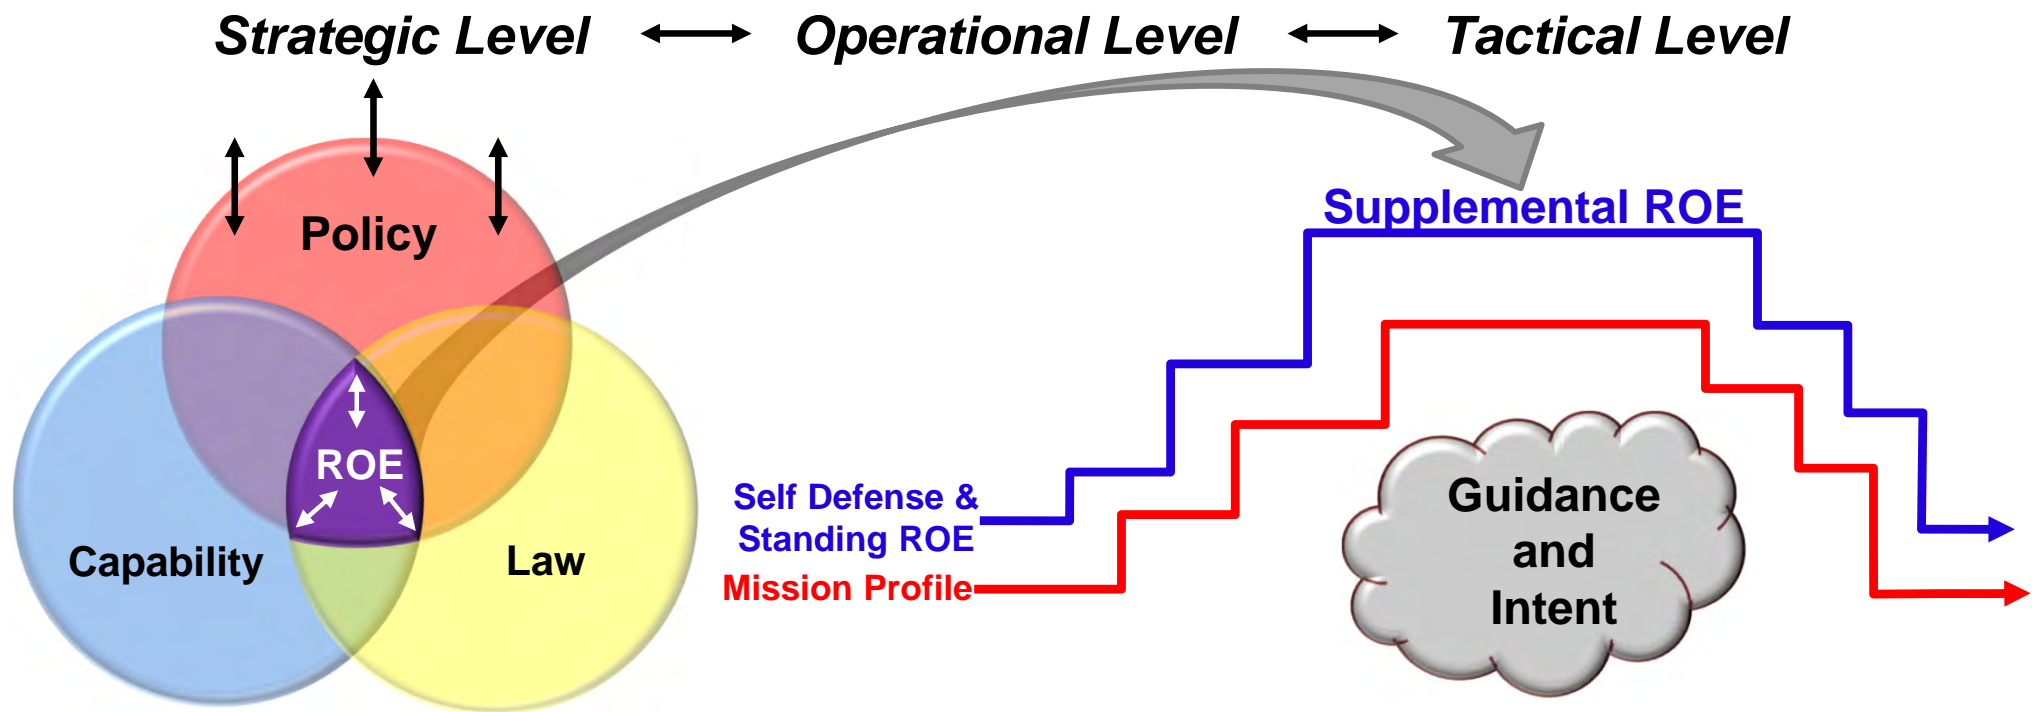 Strategic Level
Operational Level
Tactical Level
Policy
Capability
Law
ROE
Supplemental ROE
Self Defense &
Standing ROE
Mission Profile
Guidance
and
Intent